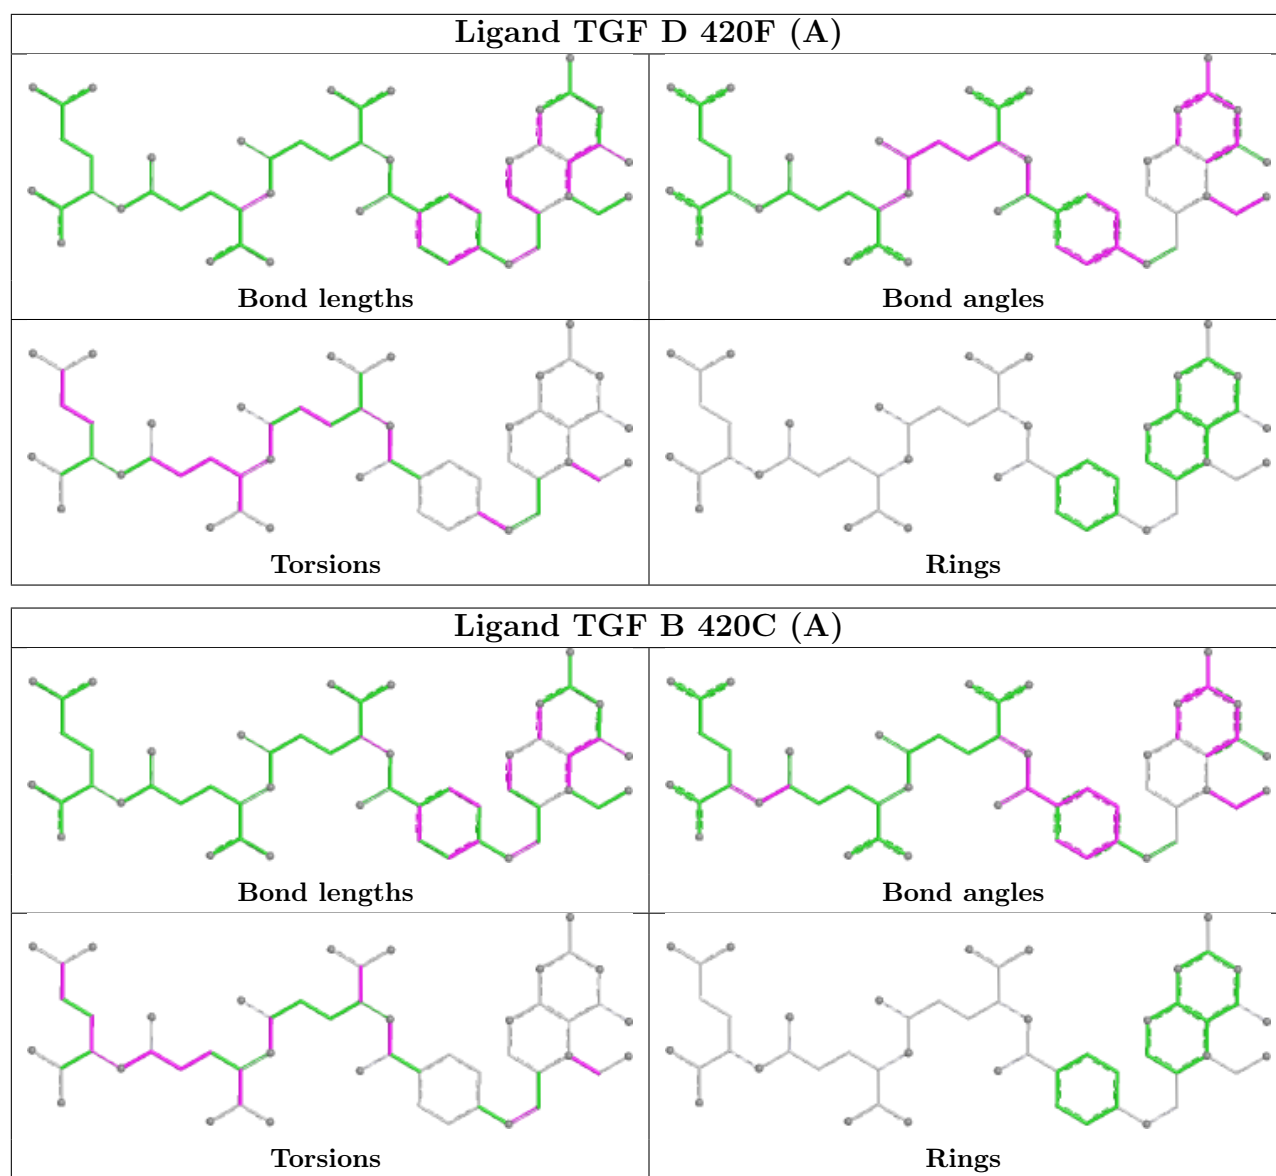 Ligand TGF D 420F (A)
Bond lengths
Bond angles
Torsions
Rings
Ligand TGF B 420C (A)
Bond lengths
Bond angles
Torsions
Rings